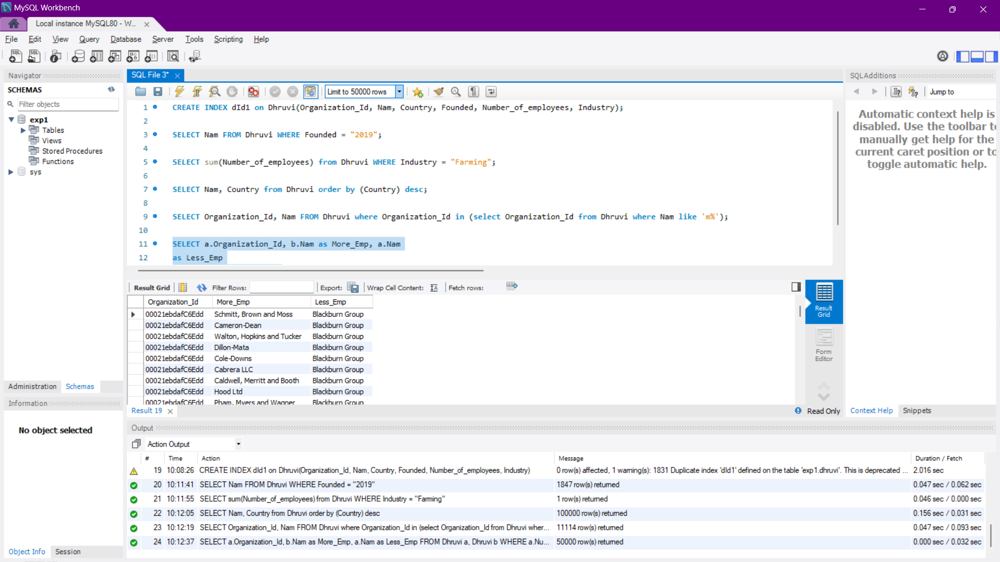 MySQL Workbench
Local instance MySQL80 - W...
File Edit View Query Database Server Tools Scripting Help
Navigator
SCHEMAS
Filter objects
exp1
Tables
Views
Stored Procedures
Functions
sys
Administration Schemas
Information
No object selected
Object Info Session
SQL File 3*
Limit to 50000 rows
1 CREATE INDEX dId1 on Dhruvi(Organization_Id, Nam, Country, Founded, Number_of_employees, Industry);
2
3 SELECT Nam FROM Dhruvi WHERE Founded = "2019";
4
5 SELECT sum(Number_of_employees) from Dhruvi WHERE Industry = "Farming";
6
7 SELECT Nam, Country from Dhruvi order by (Country) desc;
8
9 SELECT Organization_Id, Nam FROM Dhruvi where Organization_Id in (select Organization_Id from Dhruvi where Nam like 'm%');
10
11 SELECT a.Organization_Id, b.Nam as More_Emp, a.Nam
12 as Less_Emp
Result Grid Filter Rows: Export: Wrap Cell Content: Fetch rows:
Organization_Id More_Emp Less_Emp
00021ebdafC6Edd Schmitt, Brown and Moss Blackburn Group
00021ebdafC6Edd Cameron-Dean Blackburn Group
00021ebdafC6Edd Walton, Hopkins and Tucker Blackburn Group
00021ebdafC6Edd Dillon-Mata Blackburn Group
00021ebdafC6Edd Cole-Downs Blackburn Group
00021ebdafC6Edd Cabrera LLC Blackburn Group
00021ebdafC6Edd Caldwell, Merritt and Booth Blackburn Group
00021ebdafC6Edd Hood Ltd Blackburn Group
00021ebdafC6Edd Pham, Myers and Wagner Blackburn Group
Result Grid
Form Editor
Result 19
Read Only
SQLAdditions
Jump to
Automatic context help is
disabled. Use the toolbar to
manually get help for the
current caret position or to
toggle automatic help.
Context Help Snippets
Output
Action Output
# Time Action Message Duration / Fetch
19 10:08:26 CREATE INDEX dId1 on Dhruvi(Organization_Id, Nam, Country, Founded, Number_of_employees, Industry) 0 row(s) affected, 1 warning(s): 1831 Duplicate index 'dId1' defined on the table 'exp1.dhruvi'. This is deprecated ... 2.016 sec
20 10:11:41 SELECT Nam FROM Dhruvi WHERE Founded = "2019" 1847 row(s) returned 0.047 sec / 0.062 sec
21 10:11:55 SELECT sum(Number_of_employees) from Dhruvi WHERE Industry = "Farming" 1 row(s) returned 0.046 sec / 0.000 sec
22 10:12:05 SELECT Nam, Country from Dhruvi order by (Country) desc 100000 row(s) returned 0.156 sec / 0.031 sec
23 10:12:19 SELECT Organization_Id, Nam FROM Dhruvi where Organization_Id in (select Organization_Id from Dhruvi wher... 11114 row(s) returned 0.047 sec / 0.093 sec
24 10:12:37 SELECT a.Organization_Id, b.Nam as More_Emp, a.Nam as Less_Emp FROM Dhruvi a, Dhruvi b WHERE a.Nu... 50000 row(s) returned 0.000 sec / 0.032 sec